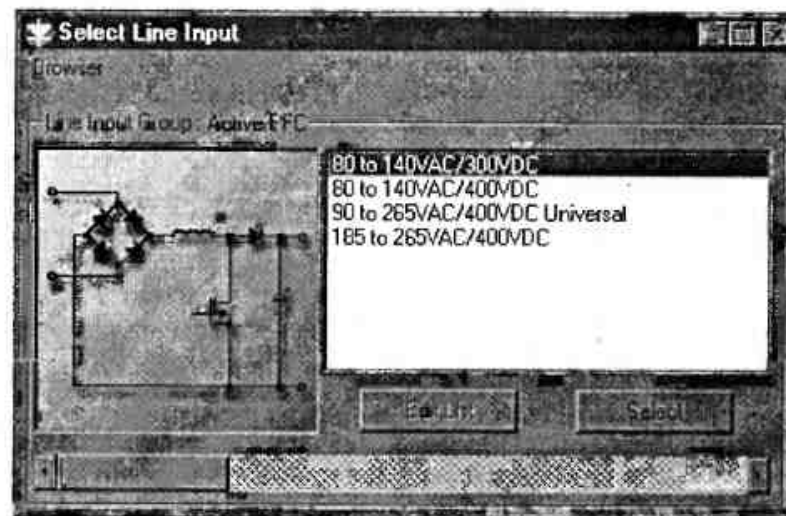 Select Line Input
Browser
Line Input Group : Active PFC
80 to 140VAC/300VDC
80 to 140VAC/400VDC
90 to 265VAC/400VDC Universal
185 to 265VAC/400VDC
Select